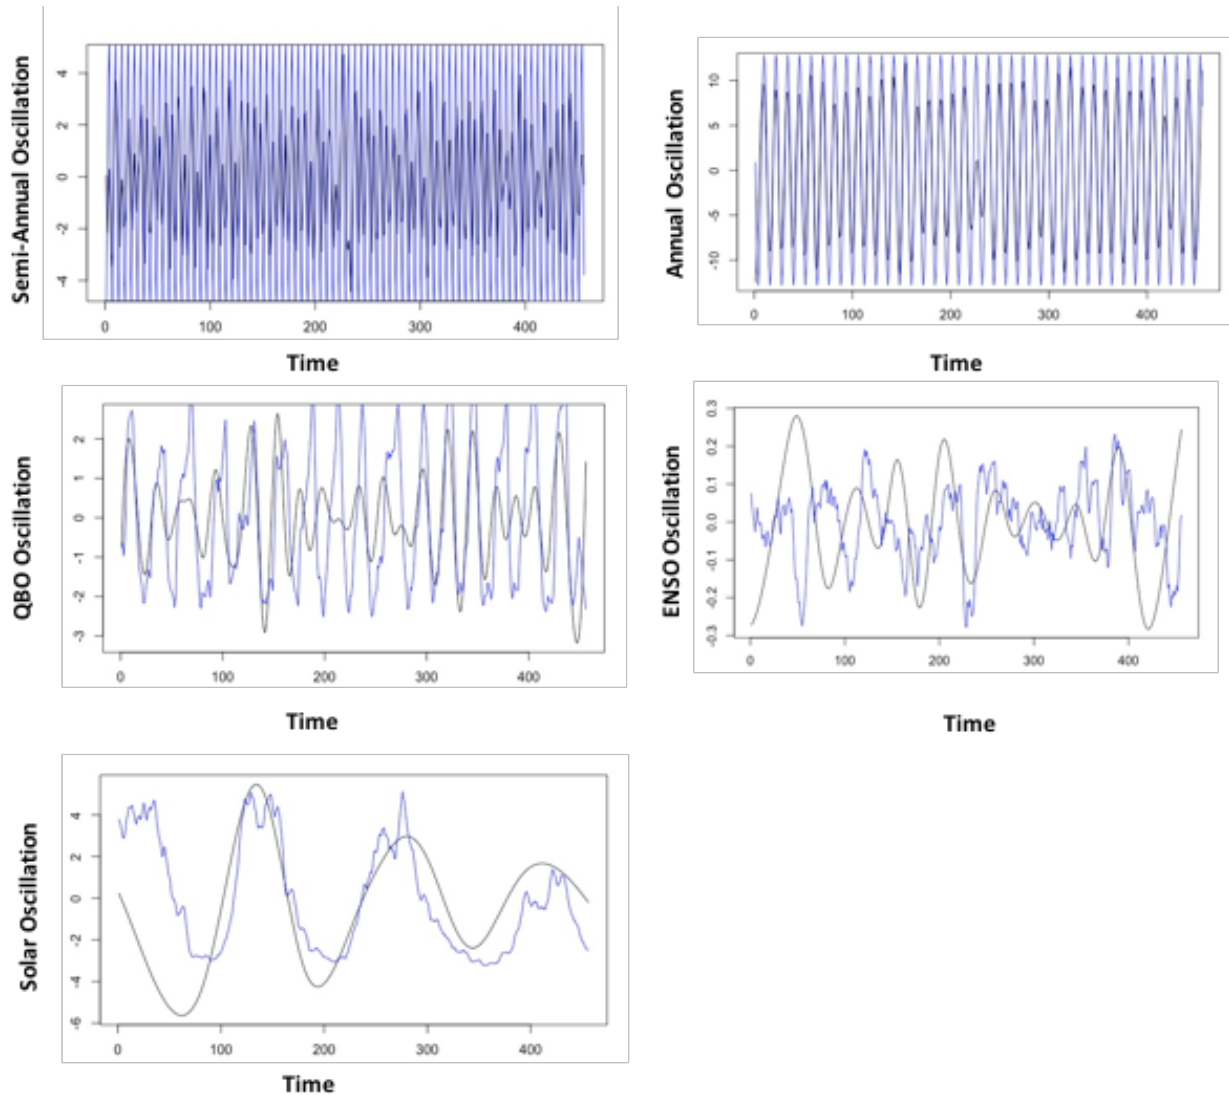 Semi-Annual Oscillation
4
2
0
-2
-4
0 100 200 300 400
Time
Annual Oscillation
10
5
0
-5
-10
0 100 200 300 400
Time
QBO Oscillation
2
1
0
-1
-2
-3
0 100 200 300 400
Time
ENSO Oscillation
0.3
0.2
0.1
0.0
-0.1
-0.2
-0.3
0 100 200 300 400
Time
Solar Oscillation
4
2
0
-2
-4
-6
0 100 200 300 400
Time